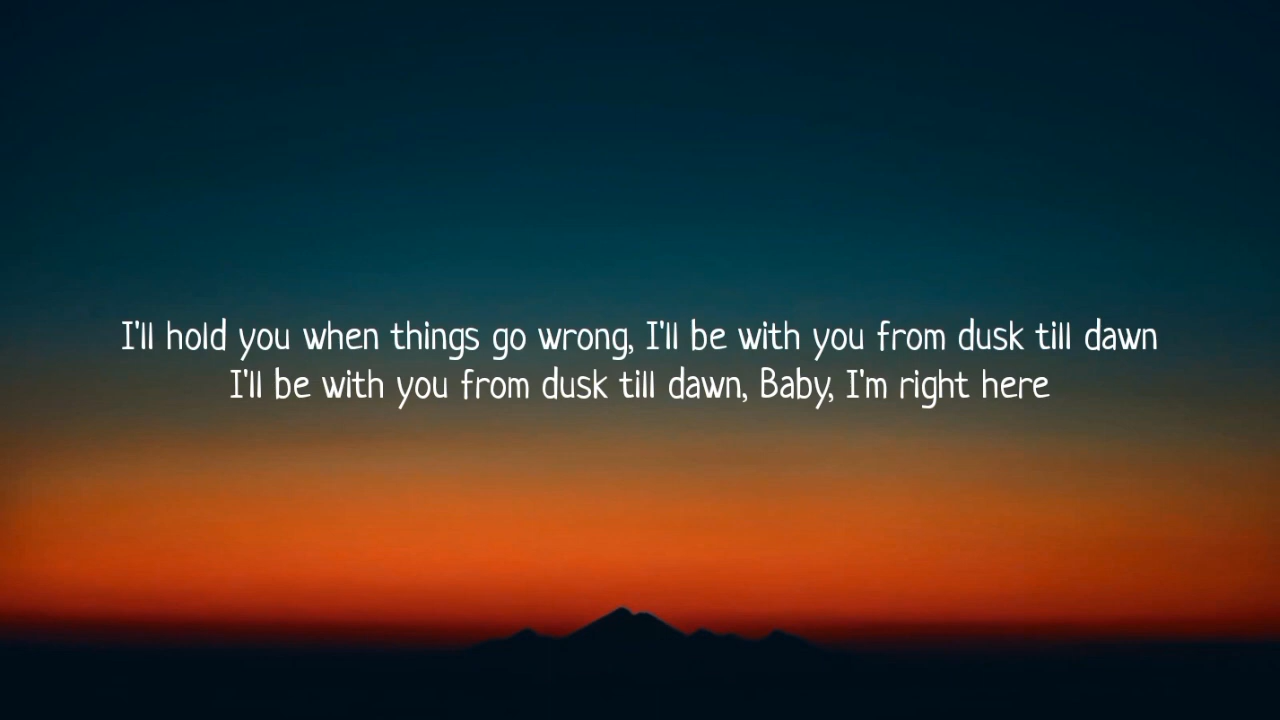 I'll hold you when things go wrong, I'll be with you from dusk till dawn
I'll be with you from dusk till dawn, Baby, I'm right here